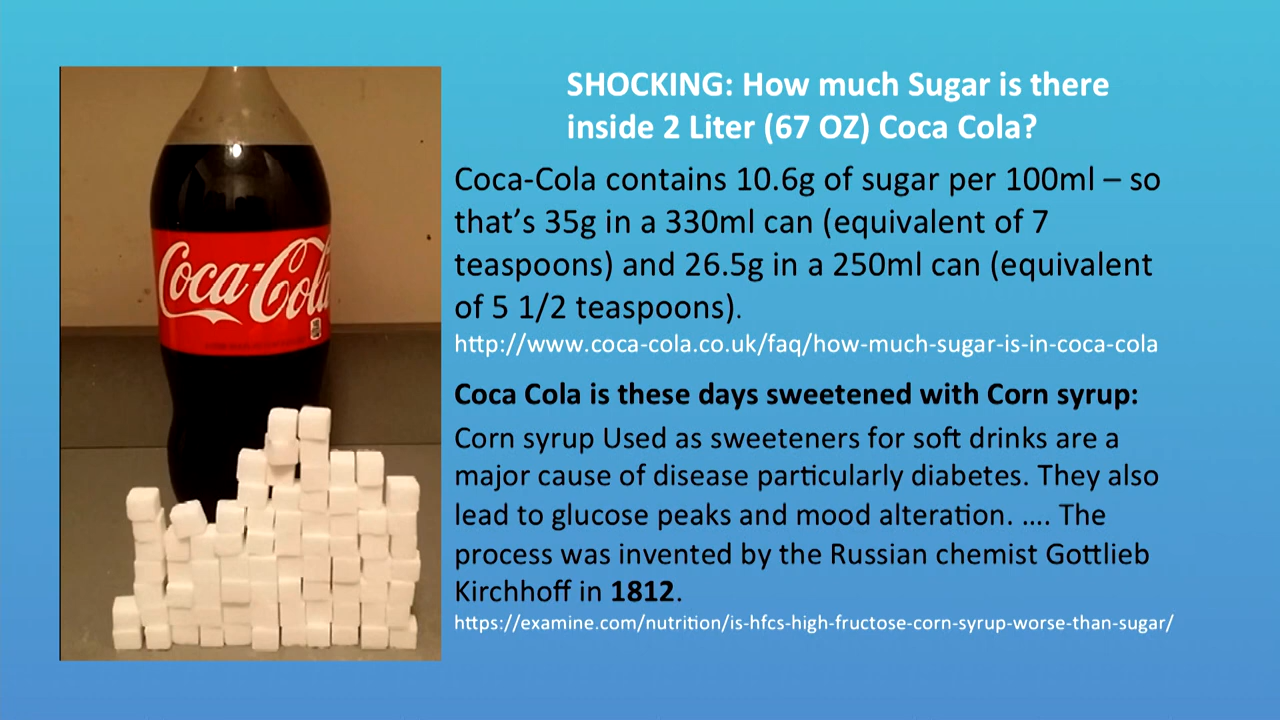 SHOCKING: How much Sugar is there
inside 2 Liter (67 OZ) Coca Cola?
Coca-Cola contains 10.6g of sugar per 100ml – so
that's 35g in a 330ml can (equivalent of 7
teaspoons) and 26.5g in a 250ml can (equivalent
of 5 1/2 teaspoons).
http://www.coca-cola.co.uk/faq/how-much-sugar-is-in-coca-cola
Coca Cola is these days sweetened with Corn syrup:
Corn syrup Used as sweeteners for soft drinks are a
major cause of disease particularly diabetes. They also
lead to glucose peaks and mood alteration. .... The
process was invented by the Russian chemist Gottlieb
Kirchhoff in 1812.
https://examine.com/nutrition/is-hfcs-high-fructose-corn-syrup-worse-than-sugar/
Coca-Cola